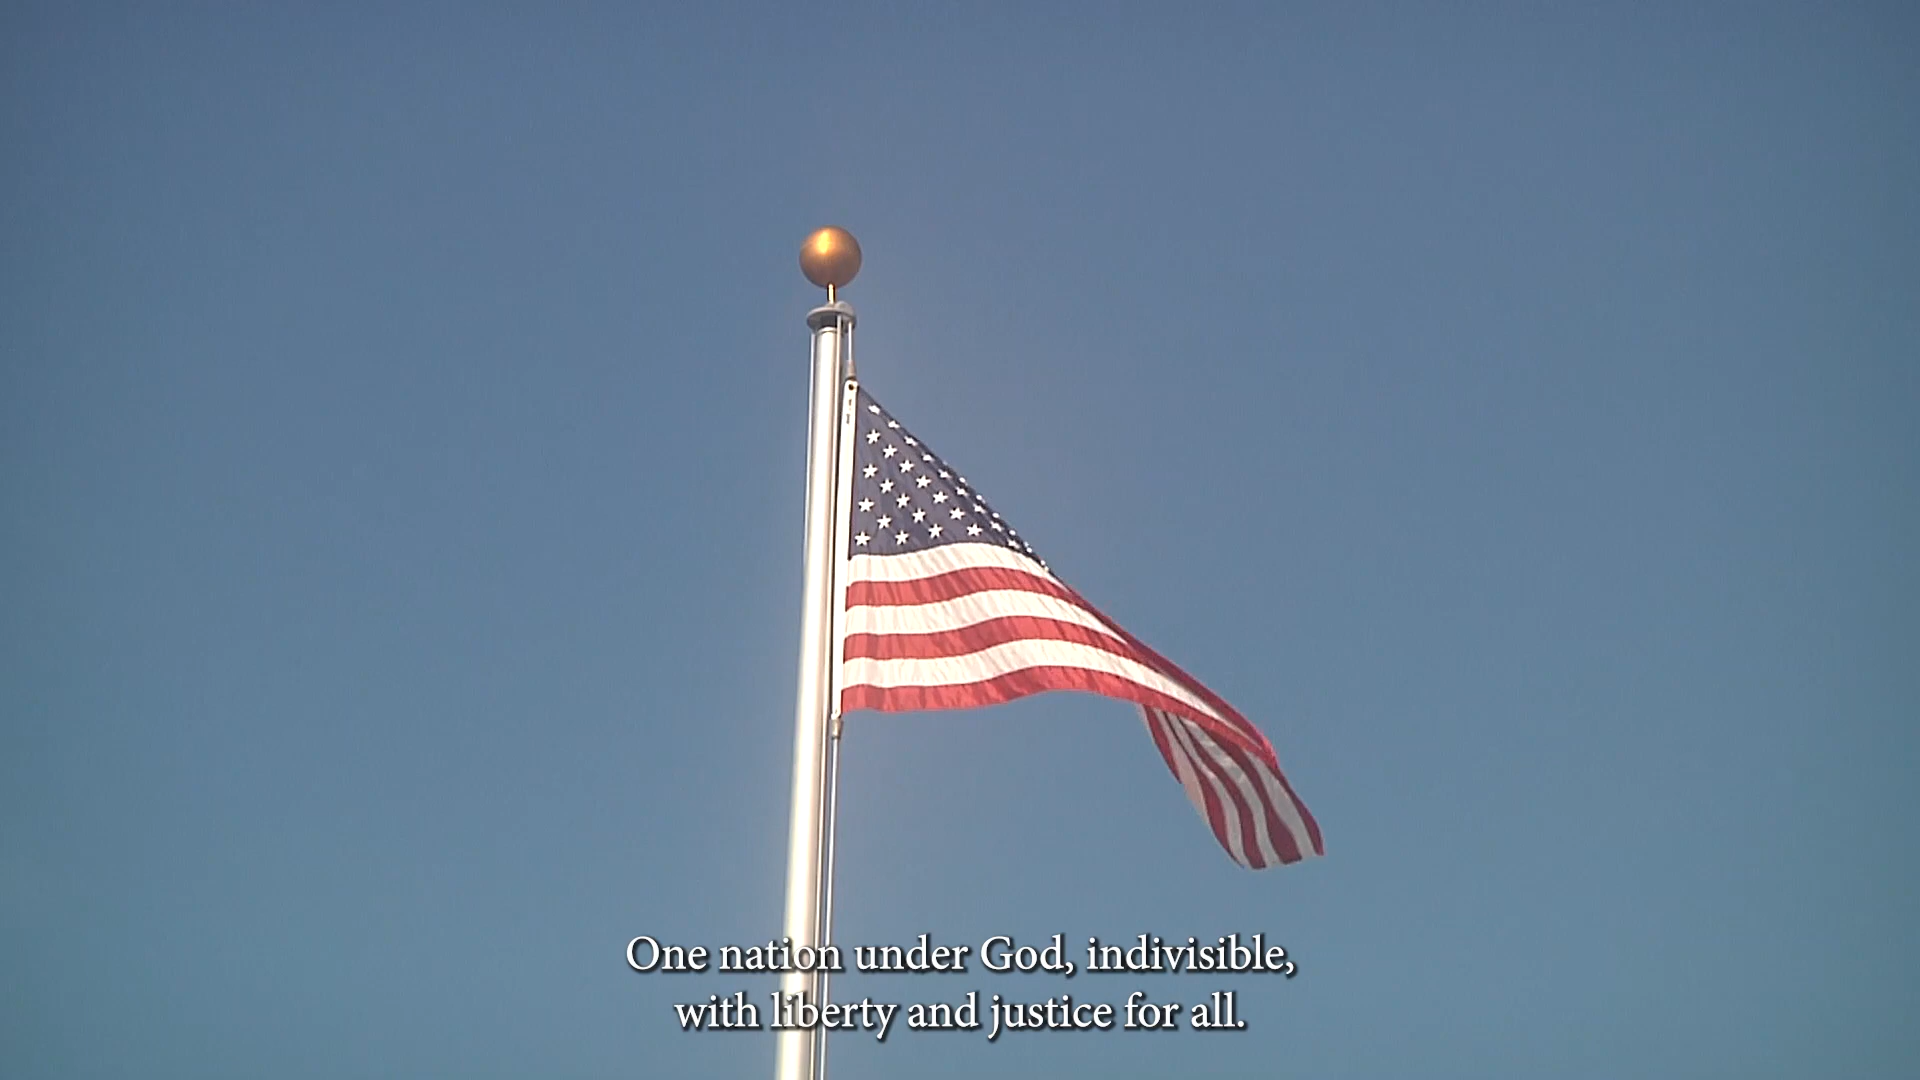 One nation under God, indivisible,
with liberty and justice for all.